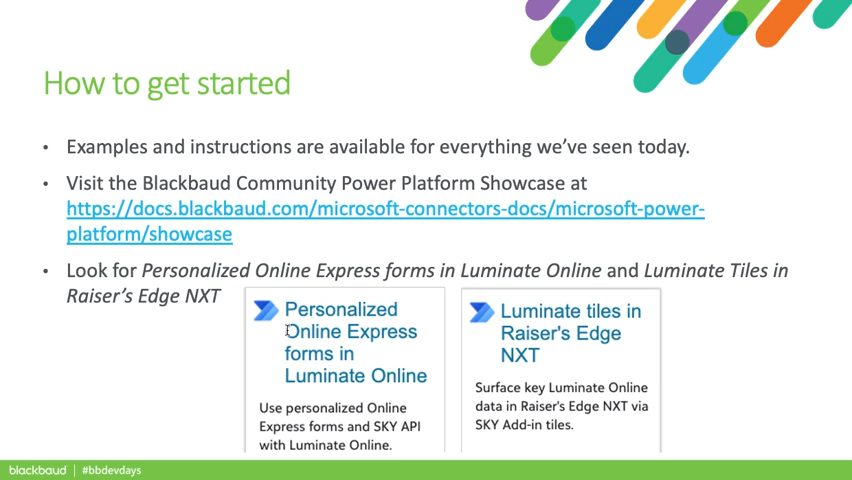 How to get started
• Examples and instructions are available for everything we’ve seen today.
• Visit the Blackbaud Community Power Platform Showcase at
https://docs.blackbaud.com/microsoft-connectors-docs/microsoft-power-
platform/showcase
• Look for Personalized Online Express forms in Luminate Online and Luminate Tiles in
Raiser’s Edge NXT
Personalized
Online Express
forms in
Luminate Online
Use personalized Online
Express forms and SKY API
with Luminate Online.
Luminate tiles in
Raiser's Edge
NXT
Surface key Luminate Online
data in Raiser's Edge NXT via
SKY Add-in tiles.
blackbaud | #bbdevdays